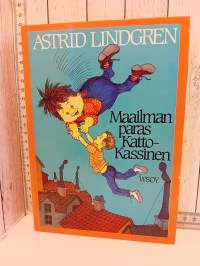 ASTRID LINDGREN
Maailman
paras
Katto-
Kassinen
WSOY